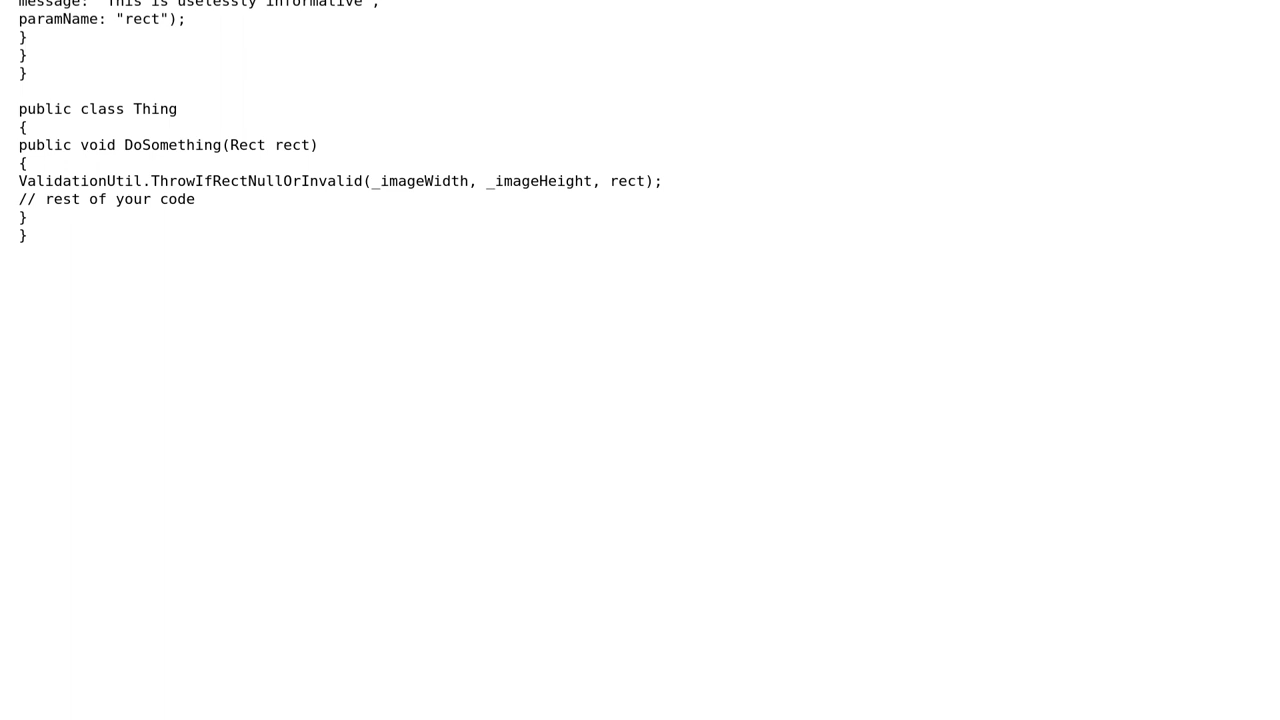 message: "This is uselessly informative",
paramName: "rect");
}
}
}
public class Thing
{
public void DoSomething(Rect rect)
{
ValidationUtil.ThrowIfRectNullOrInvalid(_imageWidth, _imageHeight, rect);
// rest of your code
}
}